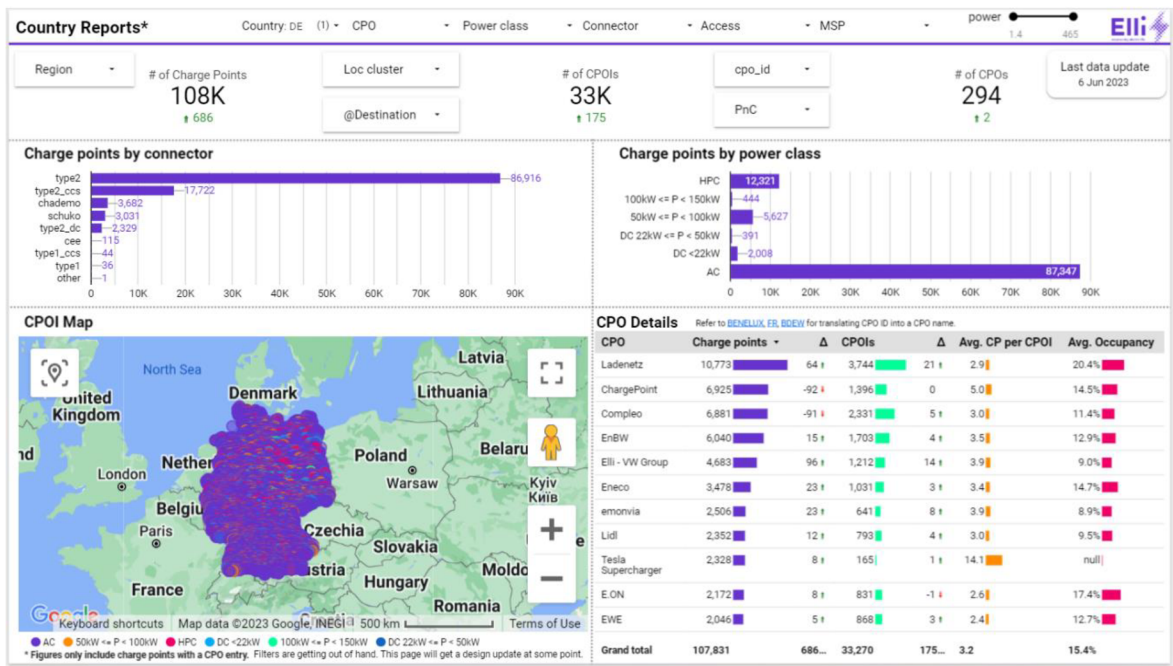 Country Reports*
Country: DE (1) CPO Power class Connector Access MSP power
1.4 465
Elli
Region
# of Charge Points
108K
686
Loc cluster
@Destination
# of CPOIs
33K
175
cpo_id
PnC
# of CPOs
294
2
Last data update
6 Jun 2023
Charge points by connector
type2 86,916
type2_ccs 17,722
chademo 3,682
schuko 3,031
type2_dc 2,329
cee 115
type1_ccs 44
type1 36
other 1
0 10K 20K 30K 40K 50K 60K 70K 80K 90K
Charge points by power class
HPC 12,321
100kW <= P < 150kW 444
50kW <= P < 100kW 5,627
DC 22kW <= P < 50kW 391
DC <22kW 2,008
AC 87,347
0 10K 20K 30K 40K 50K 60K 70K 80K 90K
CPOI Map
North Sea
Latvia
Denmark
Lithuania
United
Kingdom
nd
London
Nether
Poland
Warsaw
Belaru
Kyiv
Київ
Belgiu
Paris
Czechia
Slovakia
e
France
stria
Hungary
Moldo
Romania
Google
Keyboard shortcuts Map data ©2023 Google, INEGI 500 km Terms of Use
AC 50kW <= P < 100kW HPC DC <22kW 100kW <= P < 150kW DC 22kW <= P < 50kW
* Figures only include charge points with a CPO entry. Filters are getting out of hand. This page will get a design update at some point.
CPO Details Refer to BENELUX, FR, BDEW for translating CPO ID into a CPO name.
CPO Charge points Δ CPOIs Δ Avg. CP per CPOI Avg. Occupancy
Ladenetz 10,773 64 3,744 21 2.9 20.4%
ChargePoint 6,925 -92 1,396 0 5.0 14.5%
Compleo 6,881 -91 2,331 5 3.0 11.4%
EnBW 6,040 15 1,703 4 3.5 12.9%
Elli - VW Group 4,683 96 1,212 14 3.9 9.0%
Eneco 3,478 23 1,031 3 3.4 14.7%
emonvia 2,506 23 641 8 3.9 8.9%
Lidl 2,352 12 793 4 3.0 9.5%
Tesla Supercharger 2,328 8 165 1 14.1 null
E.ON 2,172 8 831 -1 2.6 17.4%
EWE 2,046 5 868 3 2.4 12.7%
Grand total 107,831 686... 33,270 175... 3.2 15.4%